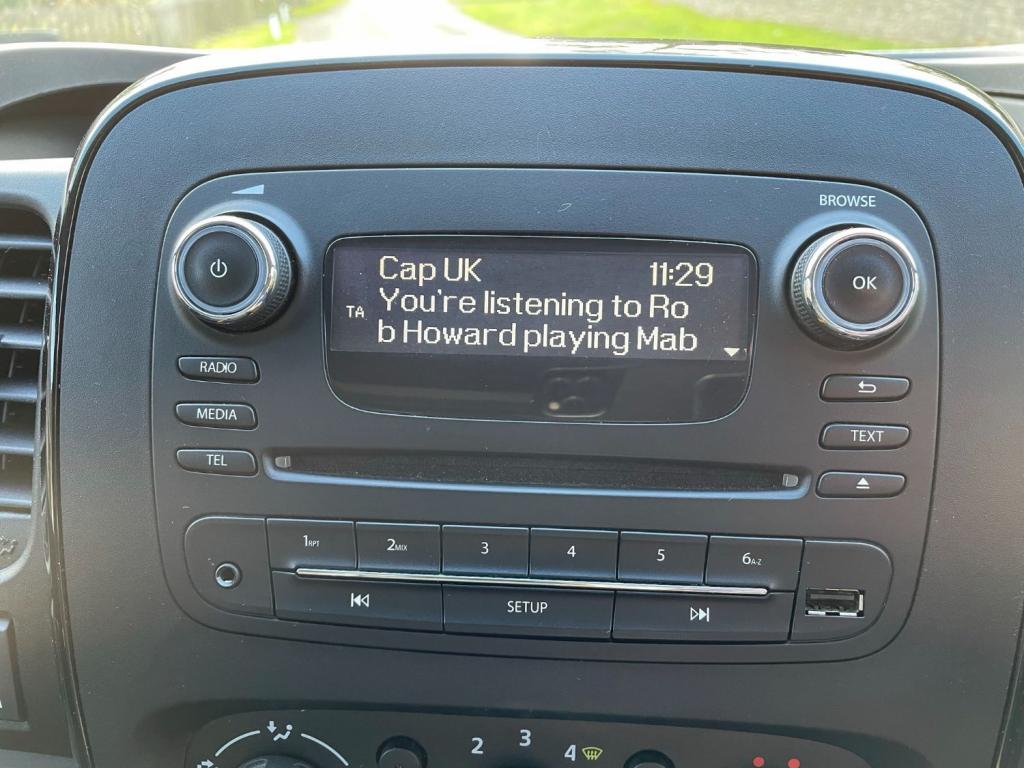 BROWSE
Cap UK 11:29
TA
You're listening to Ro
b Howard playing Mab
OK
RADIO
MEDIA
TEXT
TEL
1RPT 2MIX 3 4 5 6A-Z
SETUP
2 3 4